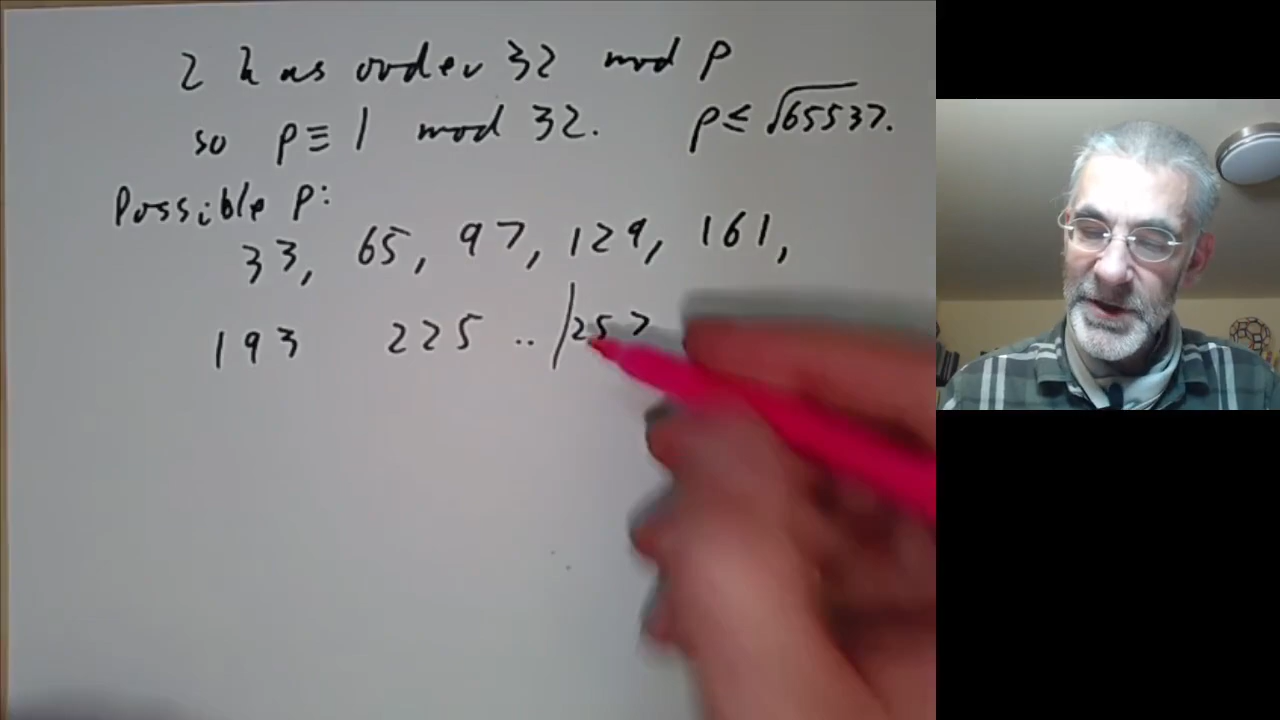 2 has order 32 mod p
so p ≡ 1 mod 32. p ≤ √65537.
Possible p:
33, 65, 97, 129, 161,
193 225 .. / 257